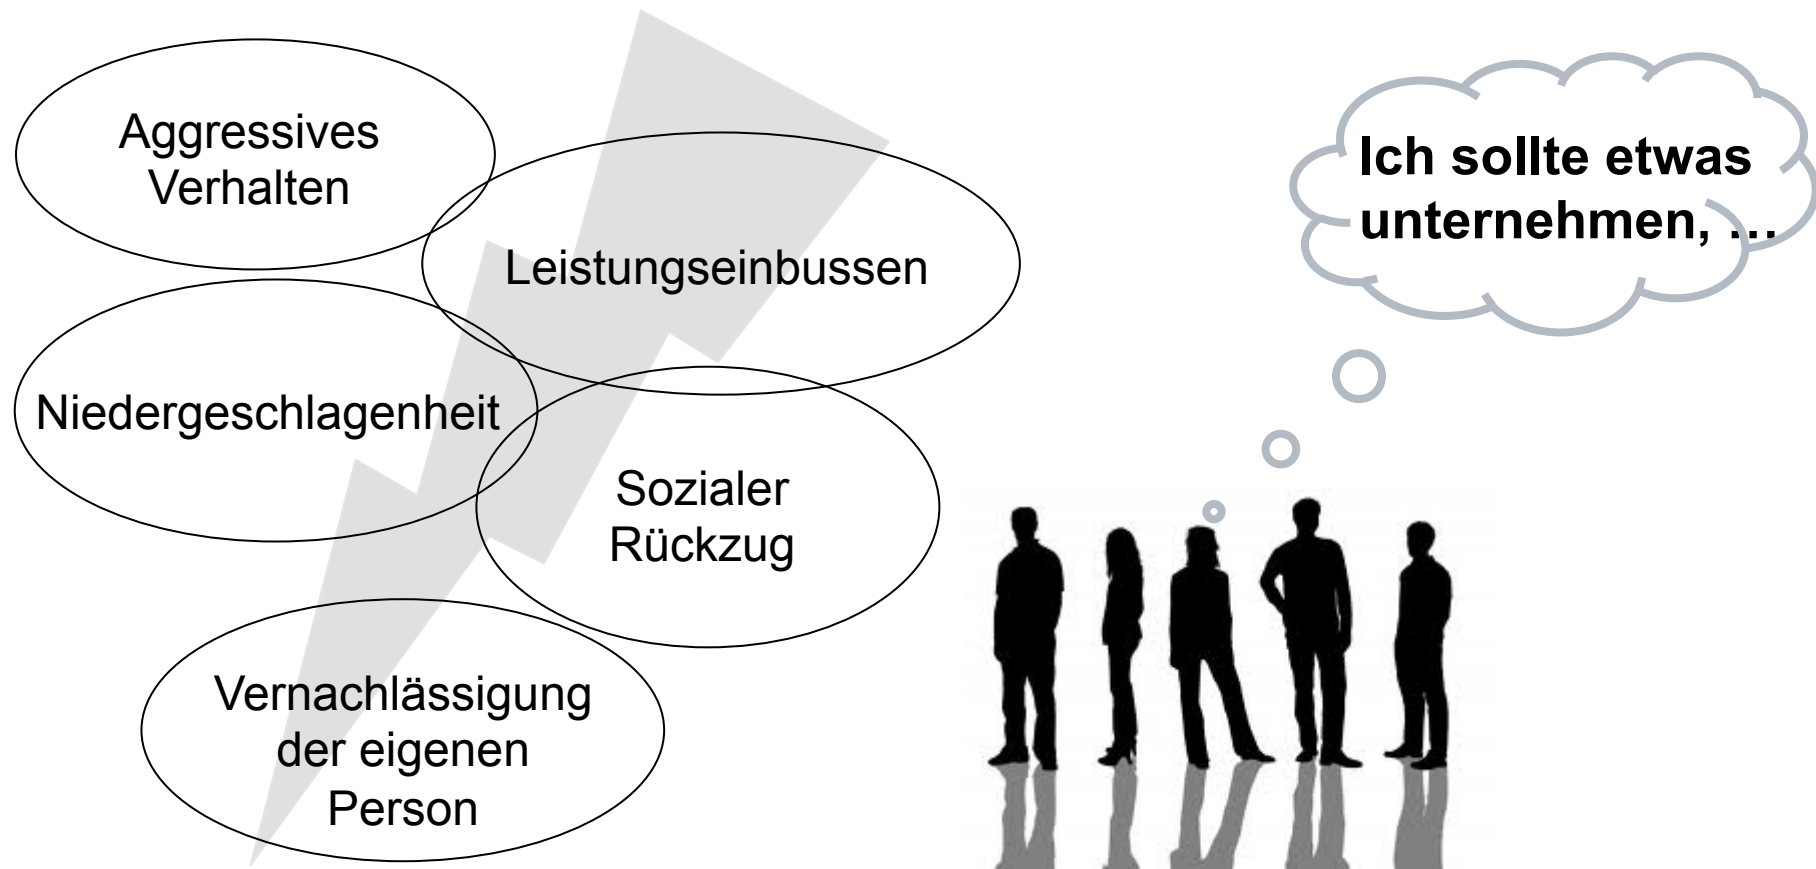 Aggressives
Verhalten
Leistungseinbussen
Niedergeschlagenheit
Sozialer
Rückzug
Vernachlässigung
der eigenen
Person
Ich sollte etwas
unternehmen, …